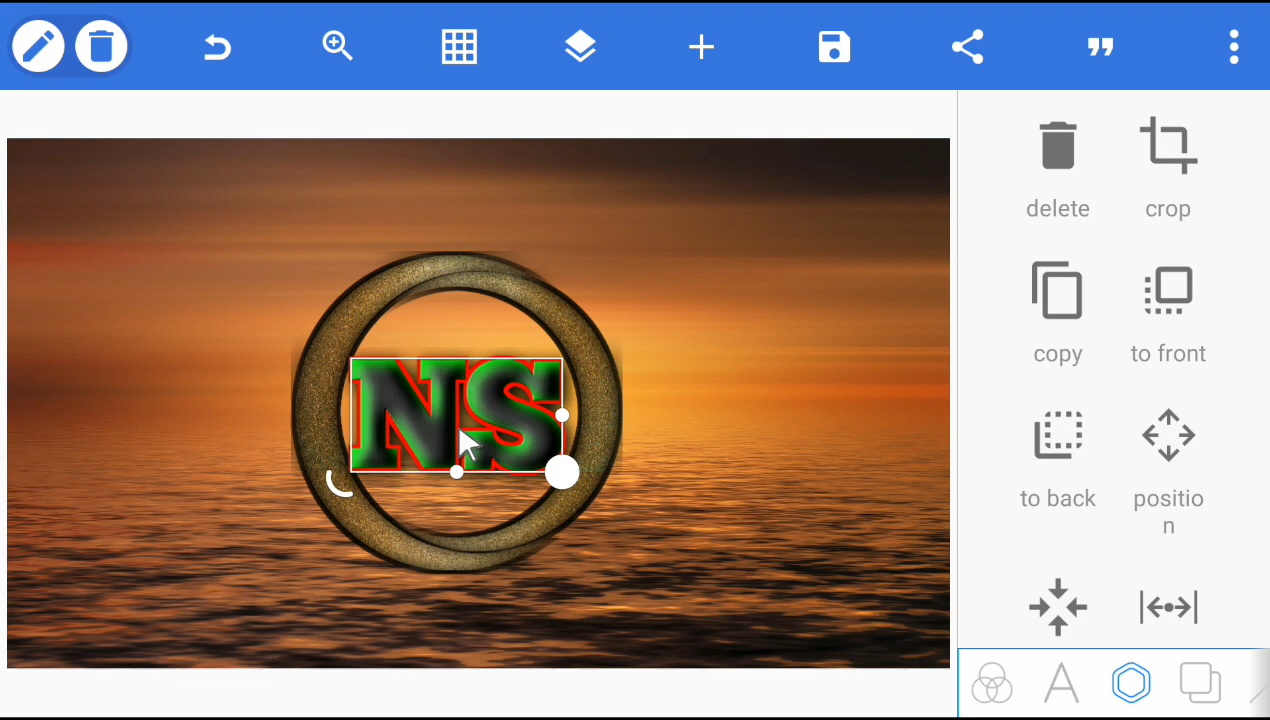 NS
delete
crop
copy
to front
to back
positio
n